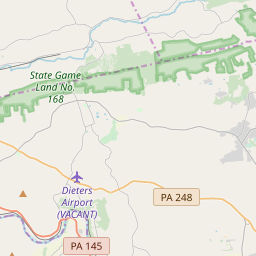 State Game
Land No.
168
Dieters
Airport
(VACANT)
PA 248
PA 145